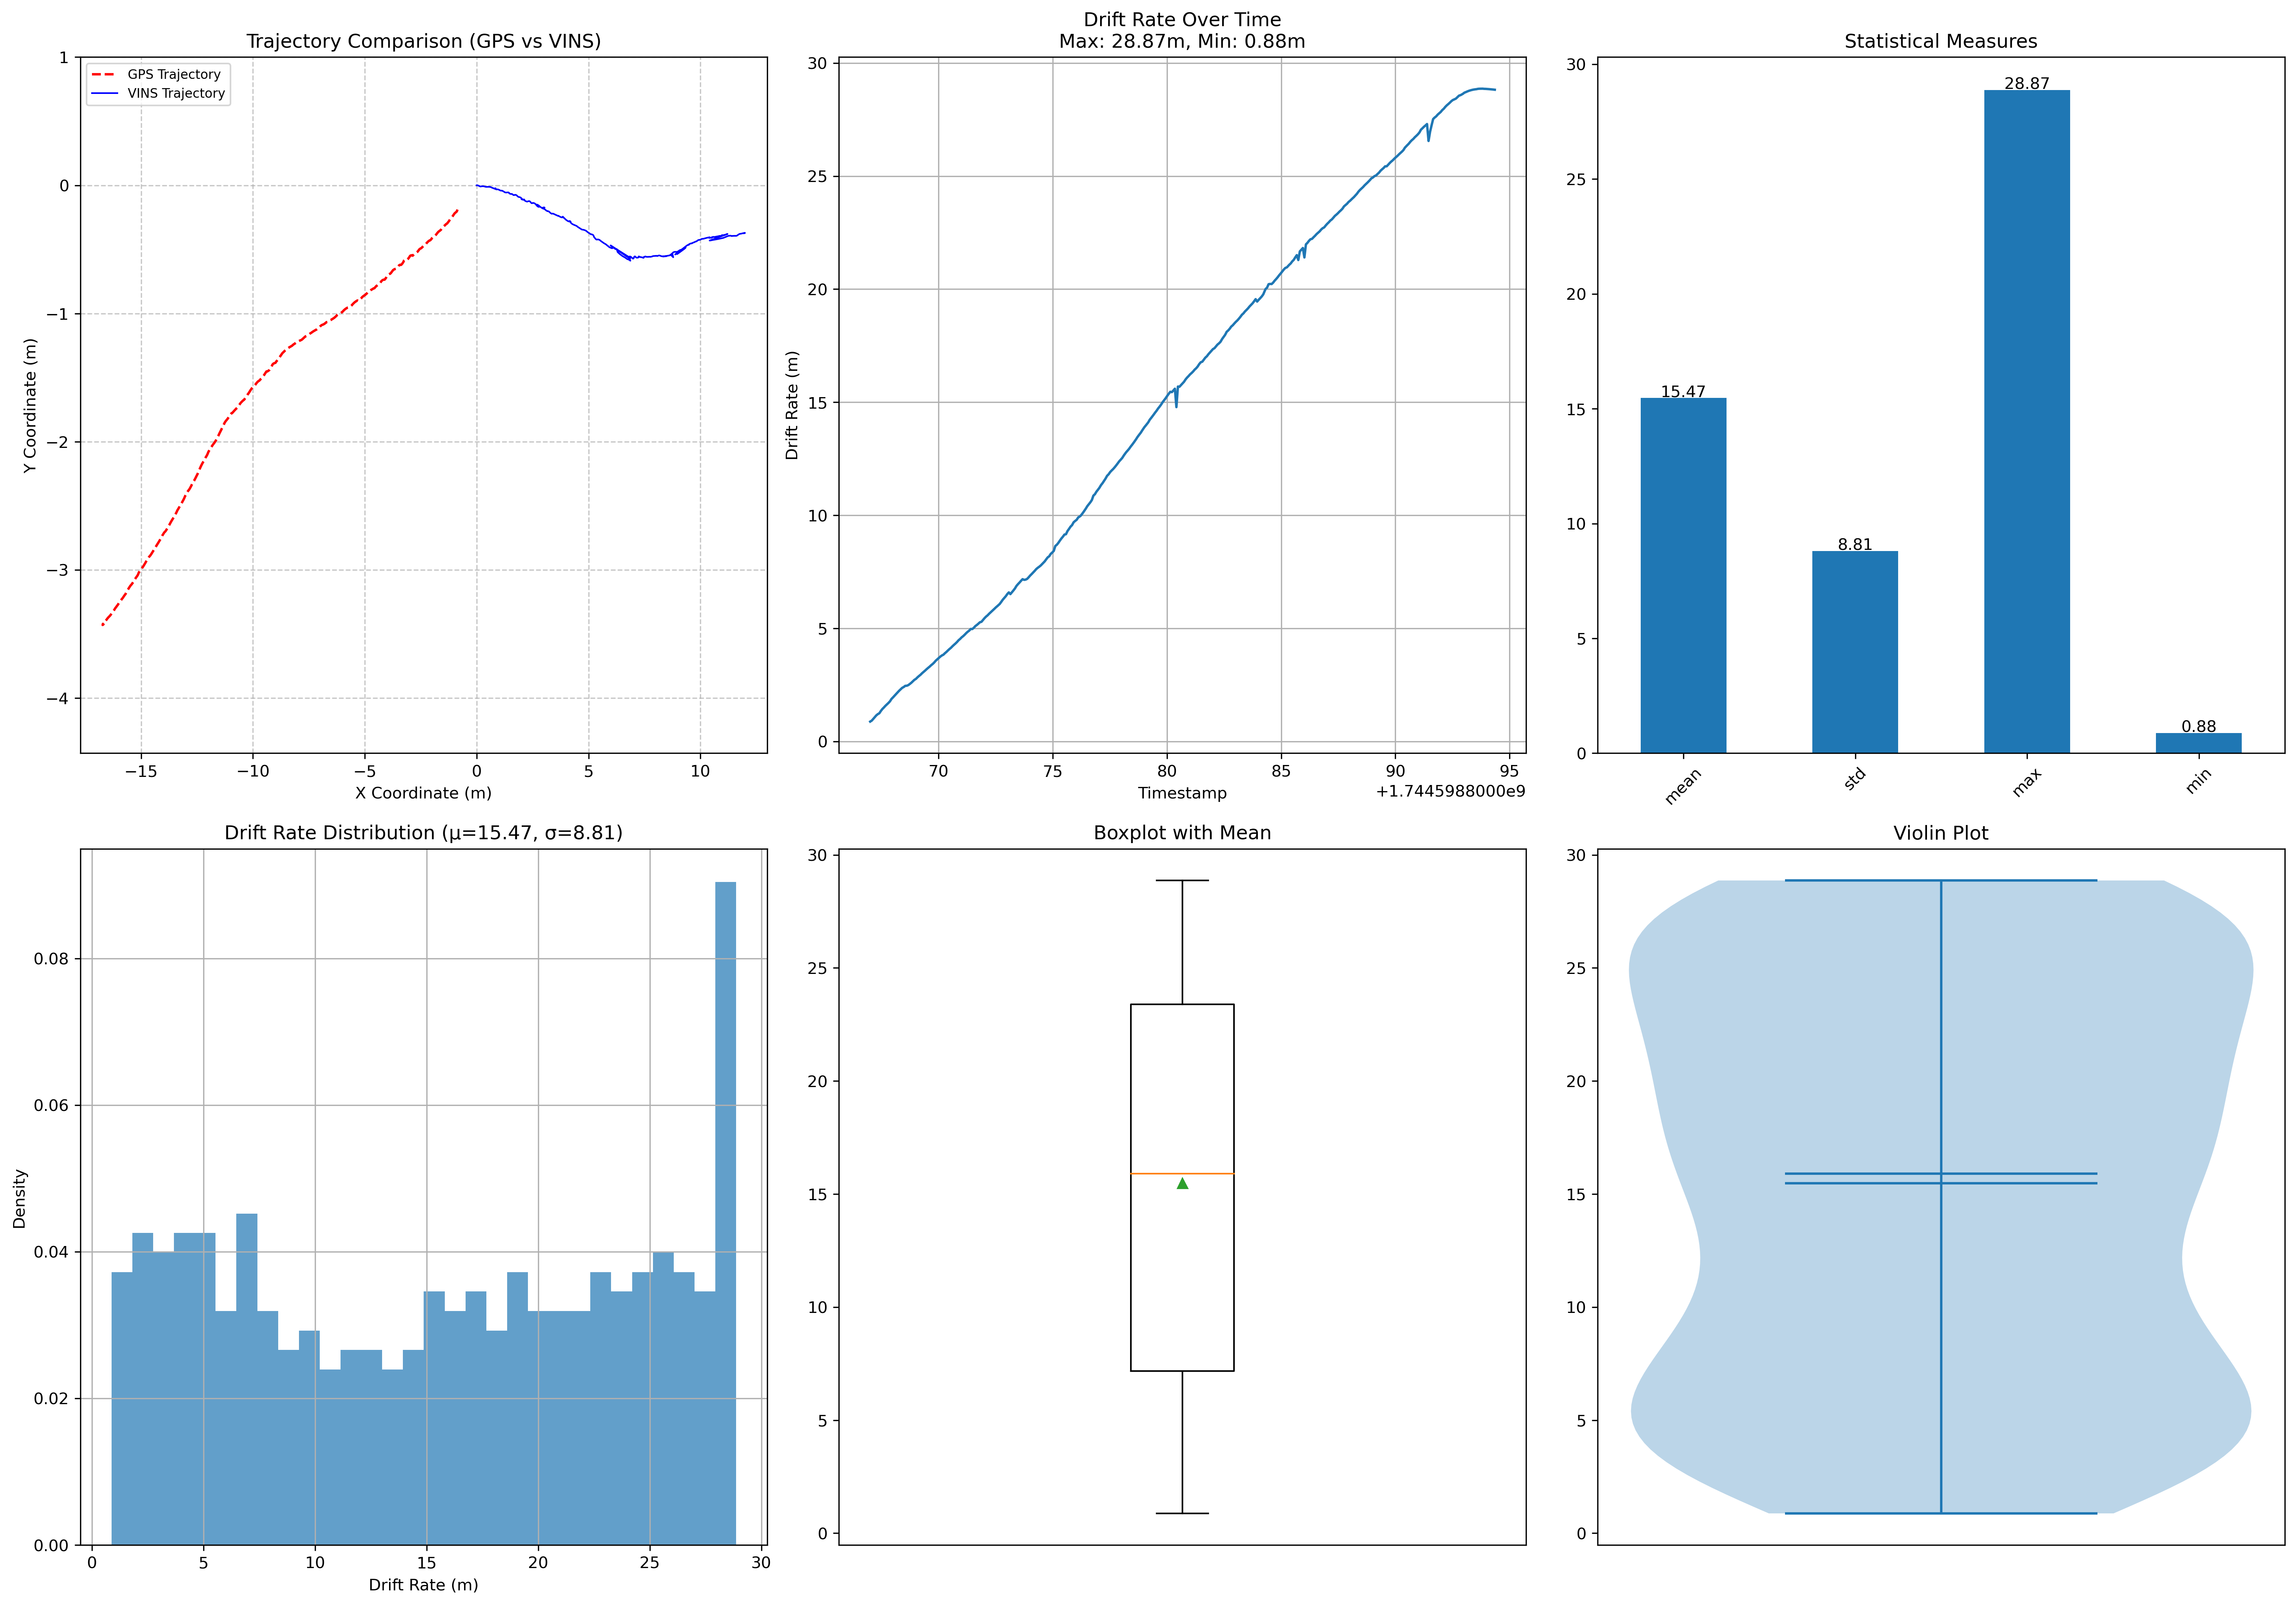 Trajectory Comparison (GPS vs VINS)
GPS Trajectory
VINS Trajectory
1
0
−1
−2
−3
−4
Y Coordinate (m)
−15 −10 −5 0 5 10
X Coordinate (m)
Drift Rate Over Time
Max: 28.87m, Min: 0.88m
30
25
20
15
10
5
0
Drift Rate (m)
70 75 80 85 90 95
Timestamp
+1.7445988000e9
Statistical Measures
30
25
20
15
10
5
0
15.47
8.81
28.87
0.88
mean std max min
Drift Rate Distribution (μ=15.47, σ=8.81)
0.08
0.06
0.04
0.02
0.00
Density
0 5 10 15 20 25 30
Drift Rate (m)
Boxplot with Mean
30
25
20
15
10
5
0
Violin Plot
30
25
20
15
10
5
0